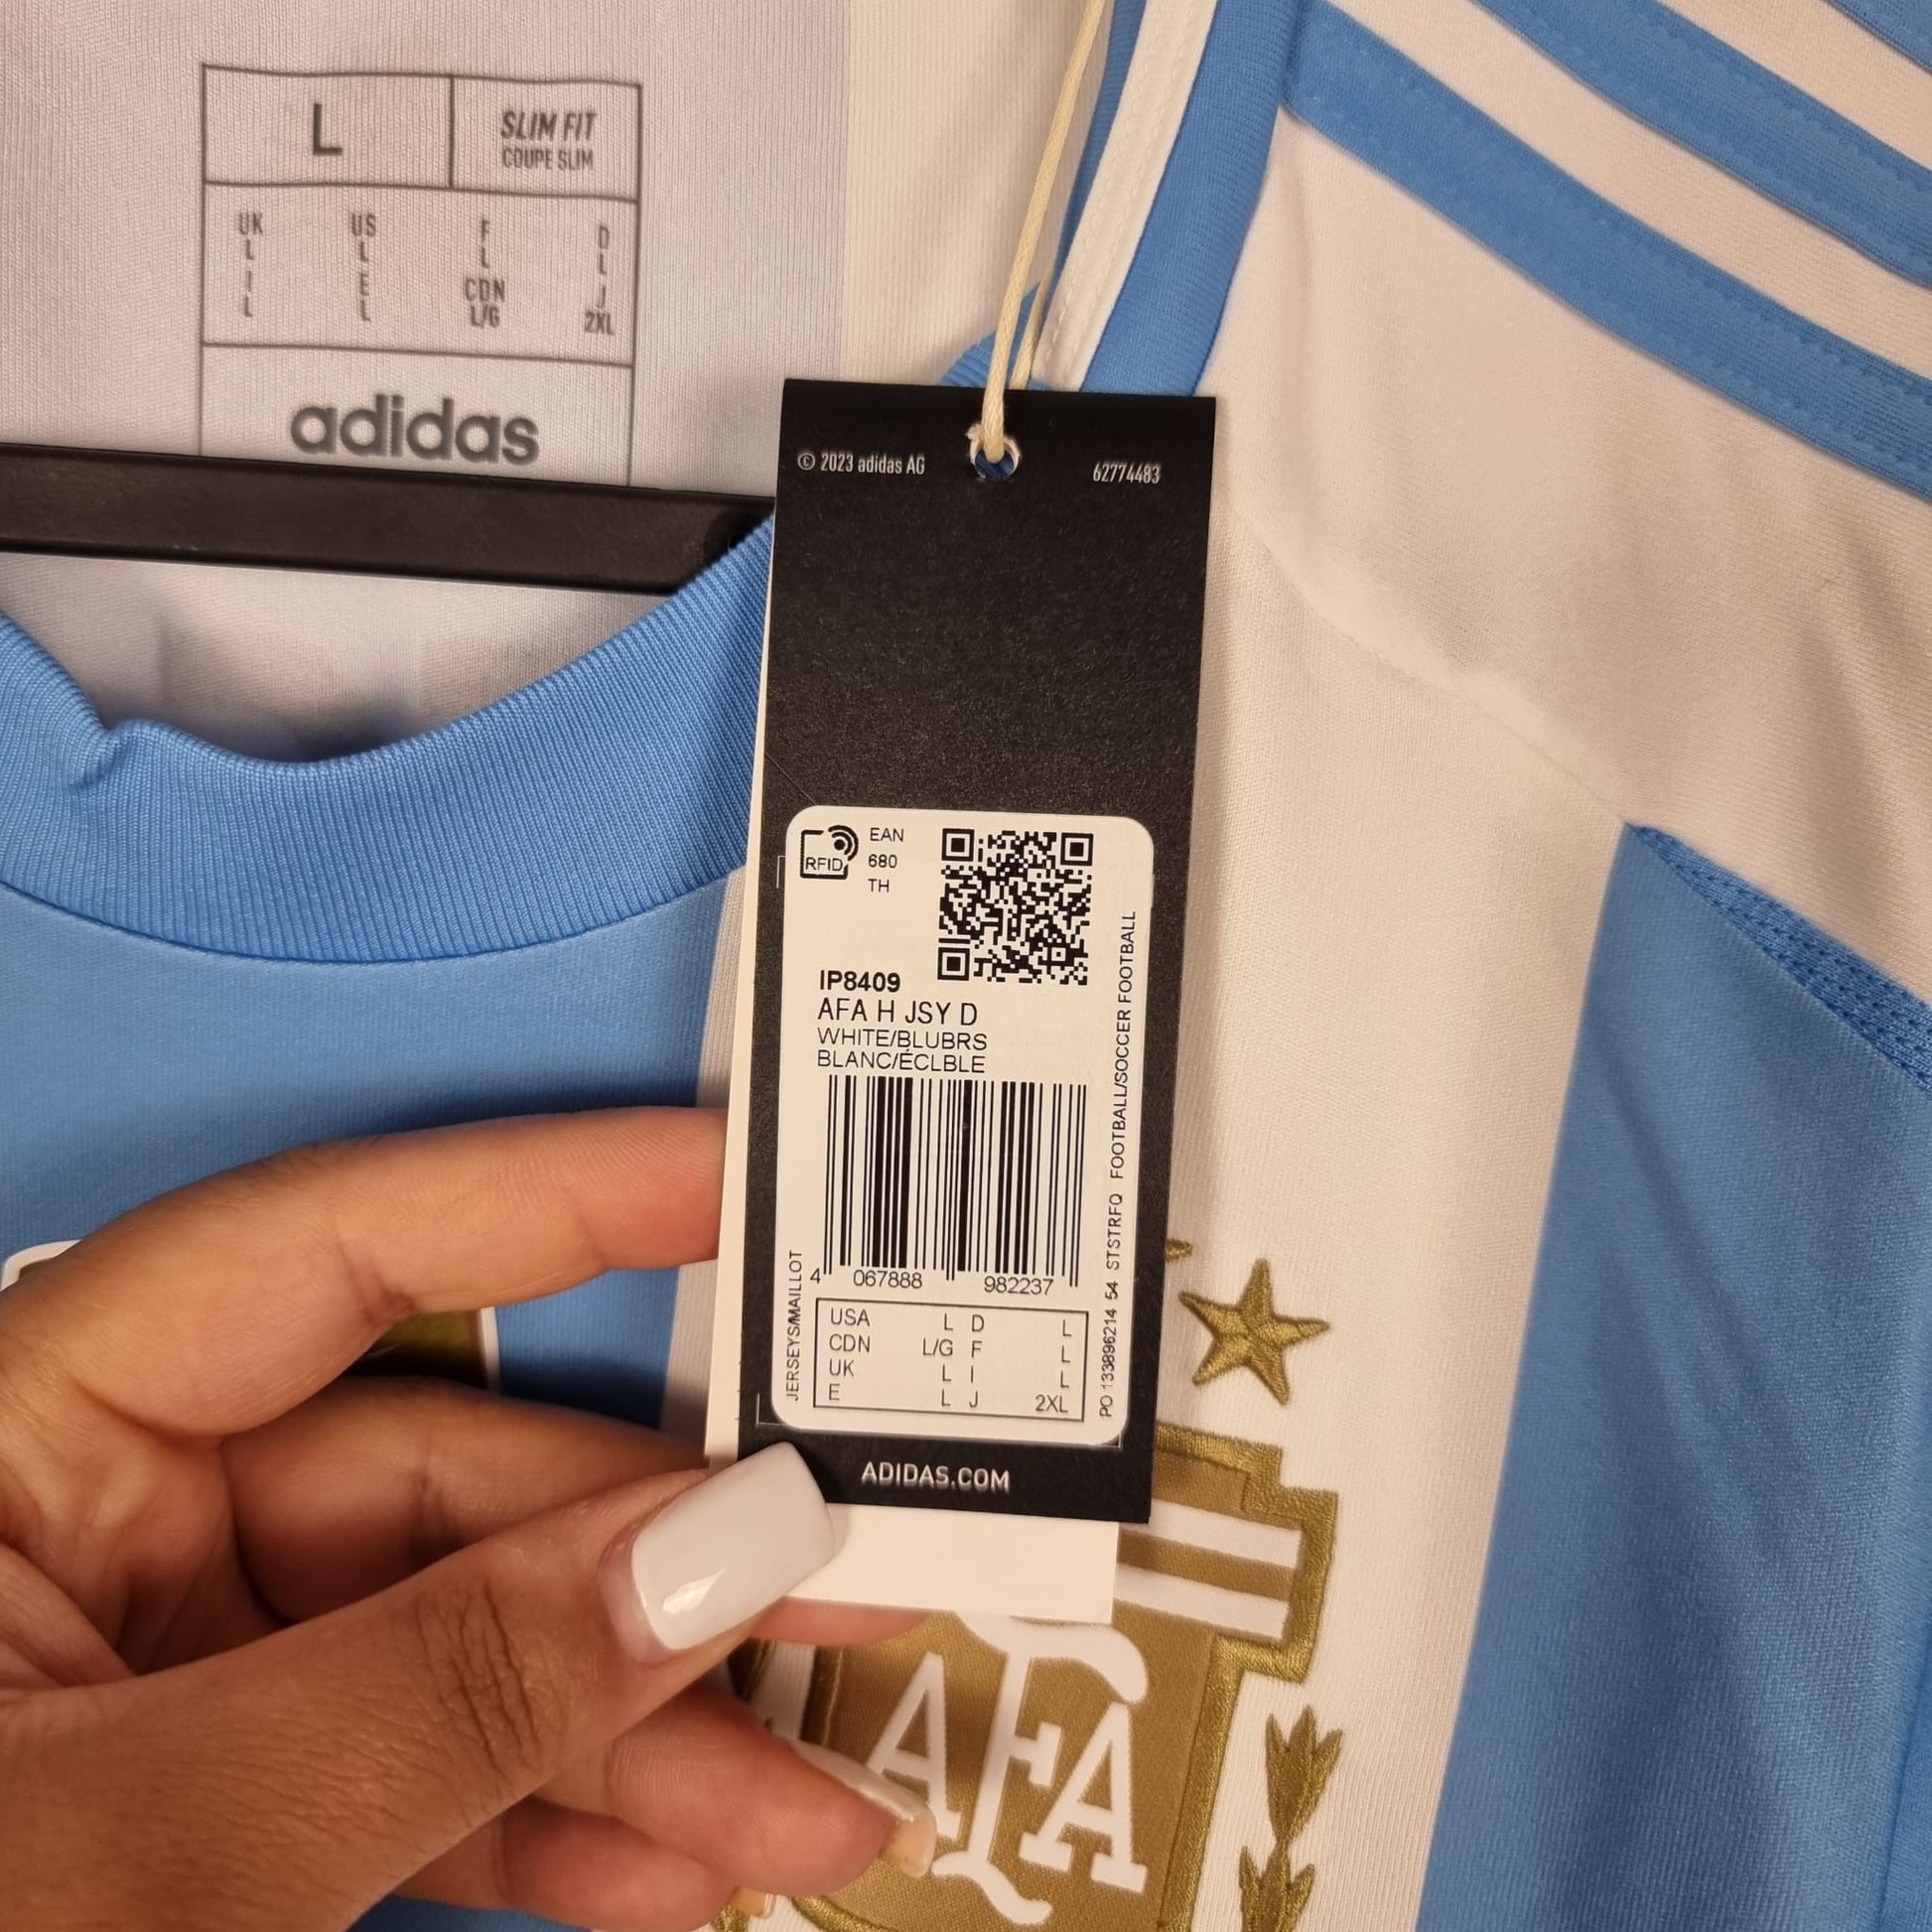 L
SLIM FIT
COUPE SLIM
UK US F D
L L L L
I E CDN J
L L L/G 2XL
adidas
© 2023 adidas AG
62774483
RFID
EAN
680
TH
IP8409
AFA H JSY D
WHITE/BLUBRS
BLANC/ÉCLBLE
4 067888 982237
JERSEYS/MAILLOT
PO 133896214 54 STSTRFQ FOOTBALL/SOCCER FOOTBALL
USA L D L
CDN L/G F L
UK L I L
E L J 2XL
ADIDAS.COM
AFA